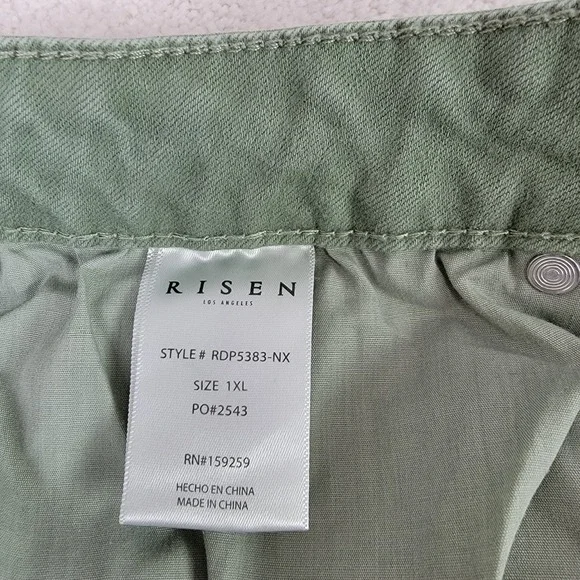 RISEN
LOS ANGELES
STYLE # RDP5383-NX
SIZE 1XL
PO#2543
RN#159259
HECHO EN CHINA
MADE IN CHINA